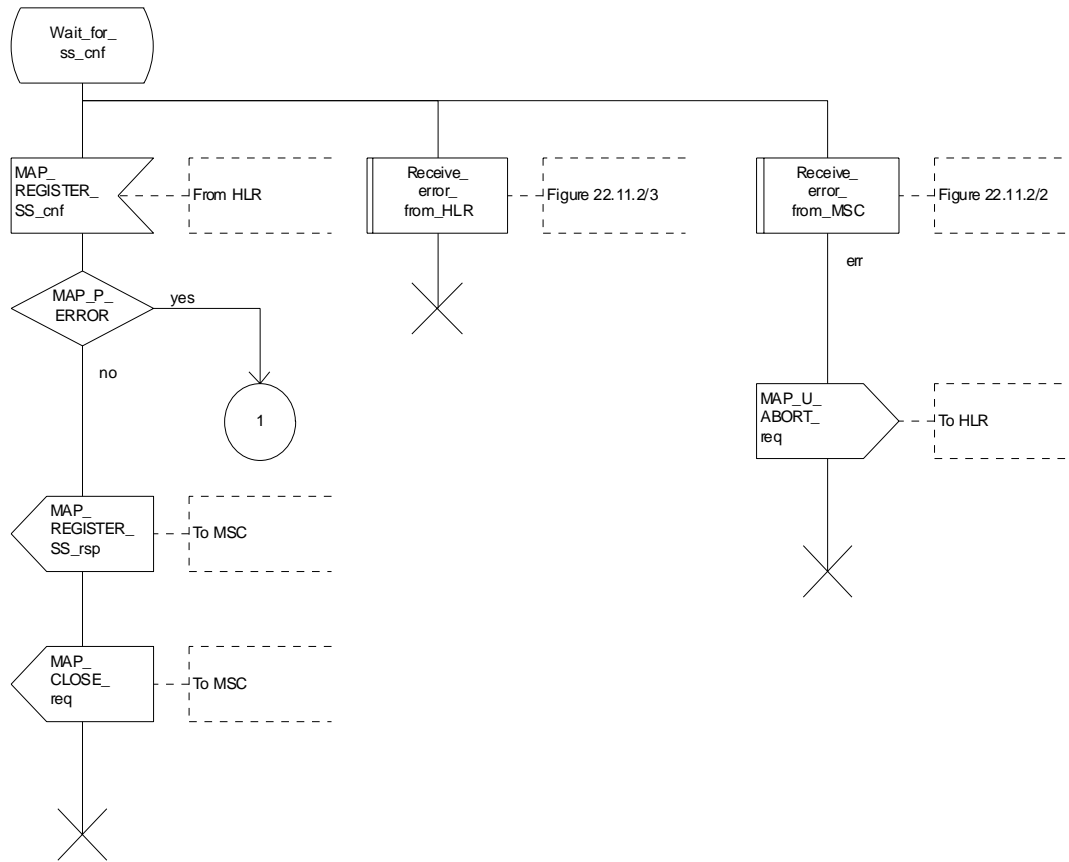 Wait_for_
ss_cnf
MAP_
REGISTER_
SS_cnf
From HLR
Receive_
error_
from_HLR
Figure 22.11.2/3
Receive_
error_
from_MSC
Figure 22.11.2/2
err
MAP_P_
ERROR
yes
no
1
MAP_U_
ABORT_
req
To HLR
MAP_
REGISTER_
SS_rsp
To MSC
MAP_
CLOSE_
req
To MSC